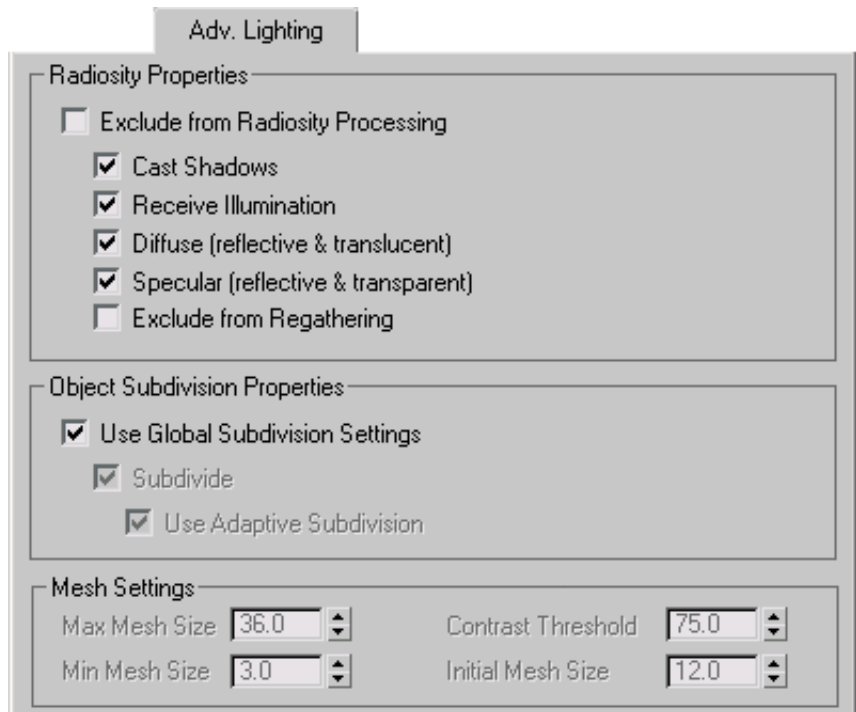 Adv. Lighting
Radiosity Properties
Exclude from Radiosity Processing
Cast Shadows
Receive Illumination
Diffuse (reflective & translucent)
Specular (reflective & transparent)
Exclude from Regathering
Object Subdivision Properties
Use Global Subdivision Settings
Subdivide
Use Adaptive Subdivision
Mesh Settings
Max Mesh Size 36.0 Contrast Threshold 75.0
Min Mesh Size 3.0 Initial Mesh Size 12.0